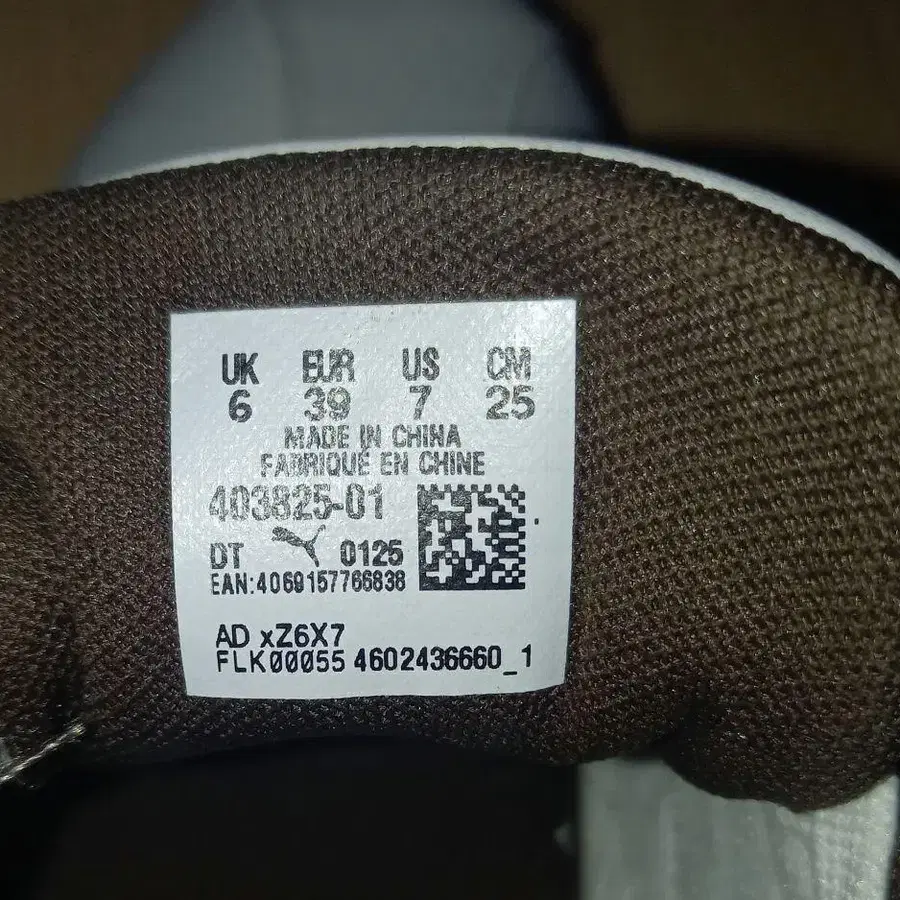 UK EUR US CM
6 39 7 25
MADE IN CHINA
FABRIQUÉ EN CHINE
403825-01
DT 0125
EAN:4069157766838
AD xZ6X7
FLK00055 4602436660_1